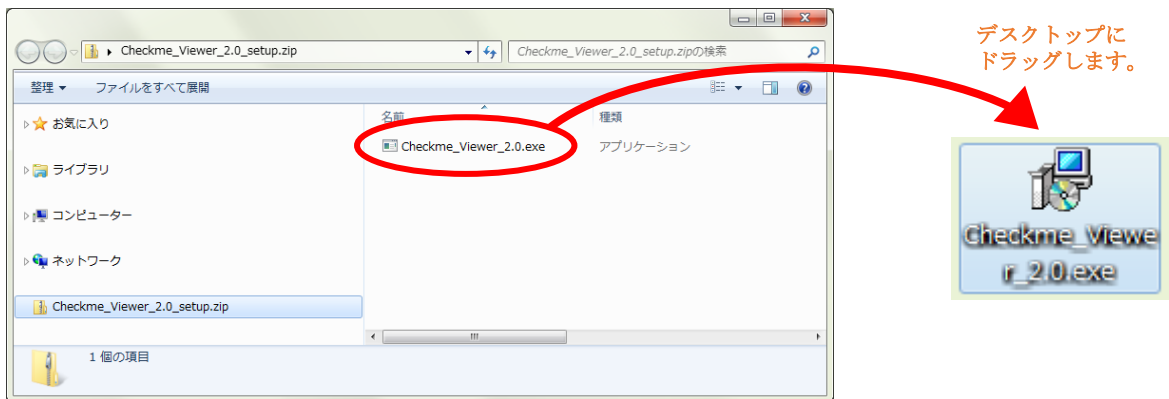 Checkme_Viewer_2.0_setup.zip
Checkme_Viewer_2.0_setup.zipの検索
整理
ファイルをすべて展開
お気に入り
ライブラリ
コンピューター
ネットワーク
Checkme_Viewer_2.0_setup.zip
名前
種類
Checkme_Viewer_2.0.exe
アプリケーション
1 個の項目
デスクトップに
ドラッグします。
Checkme_Viewe
r_2.0.exe